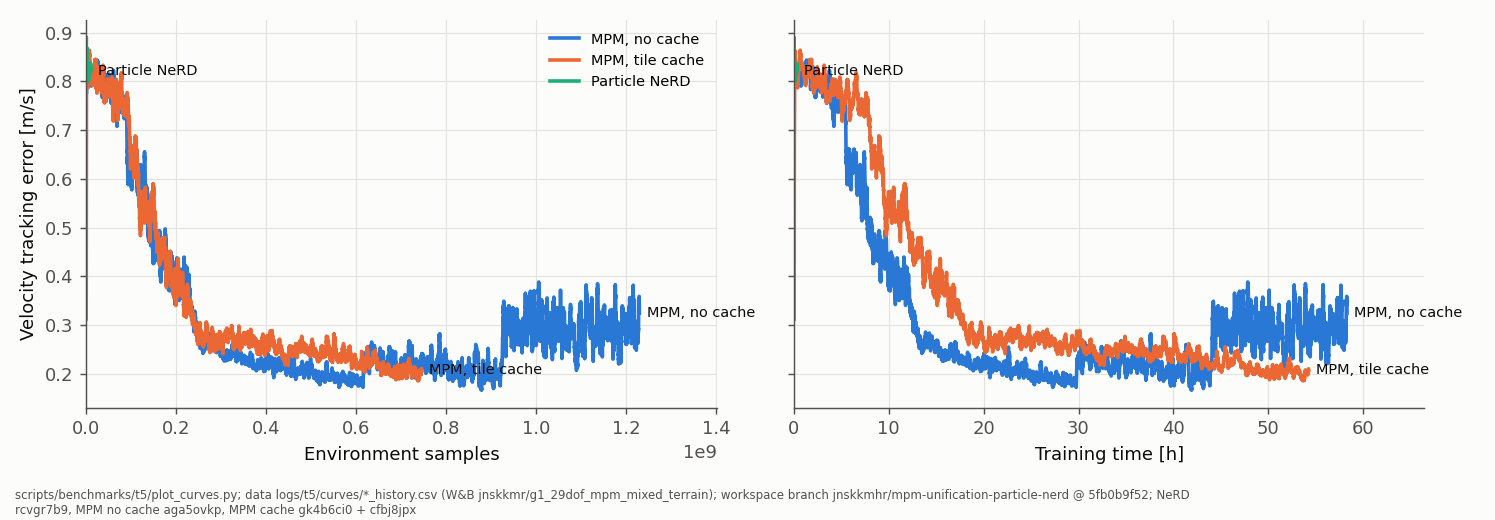 Velocity tracking error [m/s]
0.9
0.8
0.7
0.6
0.5
0.4
0.3
0.2
Particle NeRD
MPM, no cache
MPM, tile cache
Particle NeRD
MPM, no cache
MPM, tile cache
0.0 0.2 0.4 0.6 0.8 1.0 1.2 1.4
1e9
Environment samples
Particle NeRD
MPM, no cache
MPM, tile cache
0 10 20 30 40 50 60
Training time [h]
scripts/benchmarks/t5/plot_curves.py; data logs/t5/curves/*_history.csv (W&B jnskkmr/g1_29dof_mpm_mixed_terrain); workspace branch jnskkmhr/mpm-unification-particle-nerd @ 5fb0b9f52; NeRD
rcvgr7b9, MPM no cache aga5ovkp, MPM cache gk4b6ci0 + cfbj8jpx